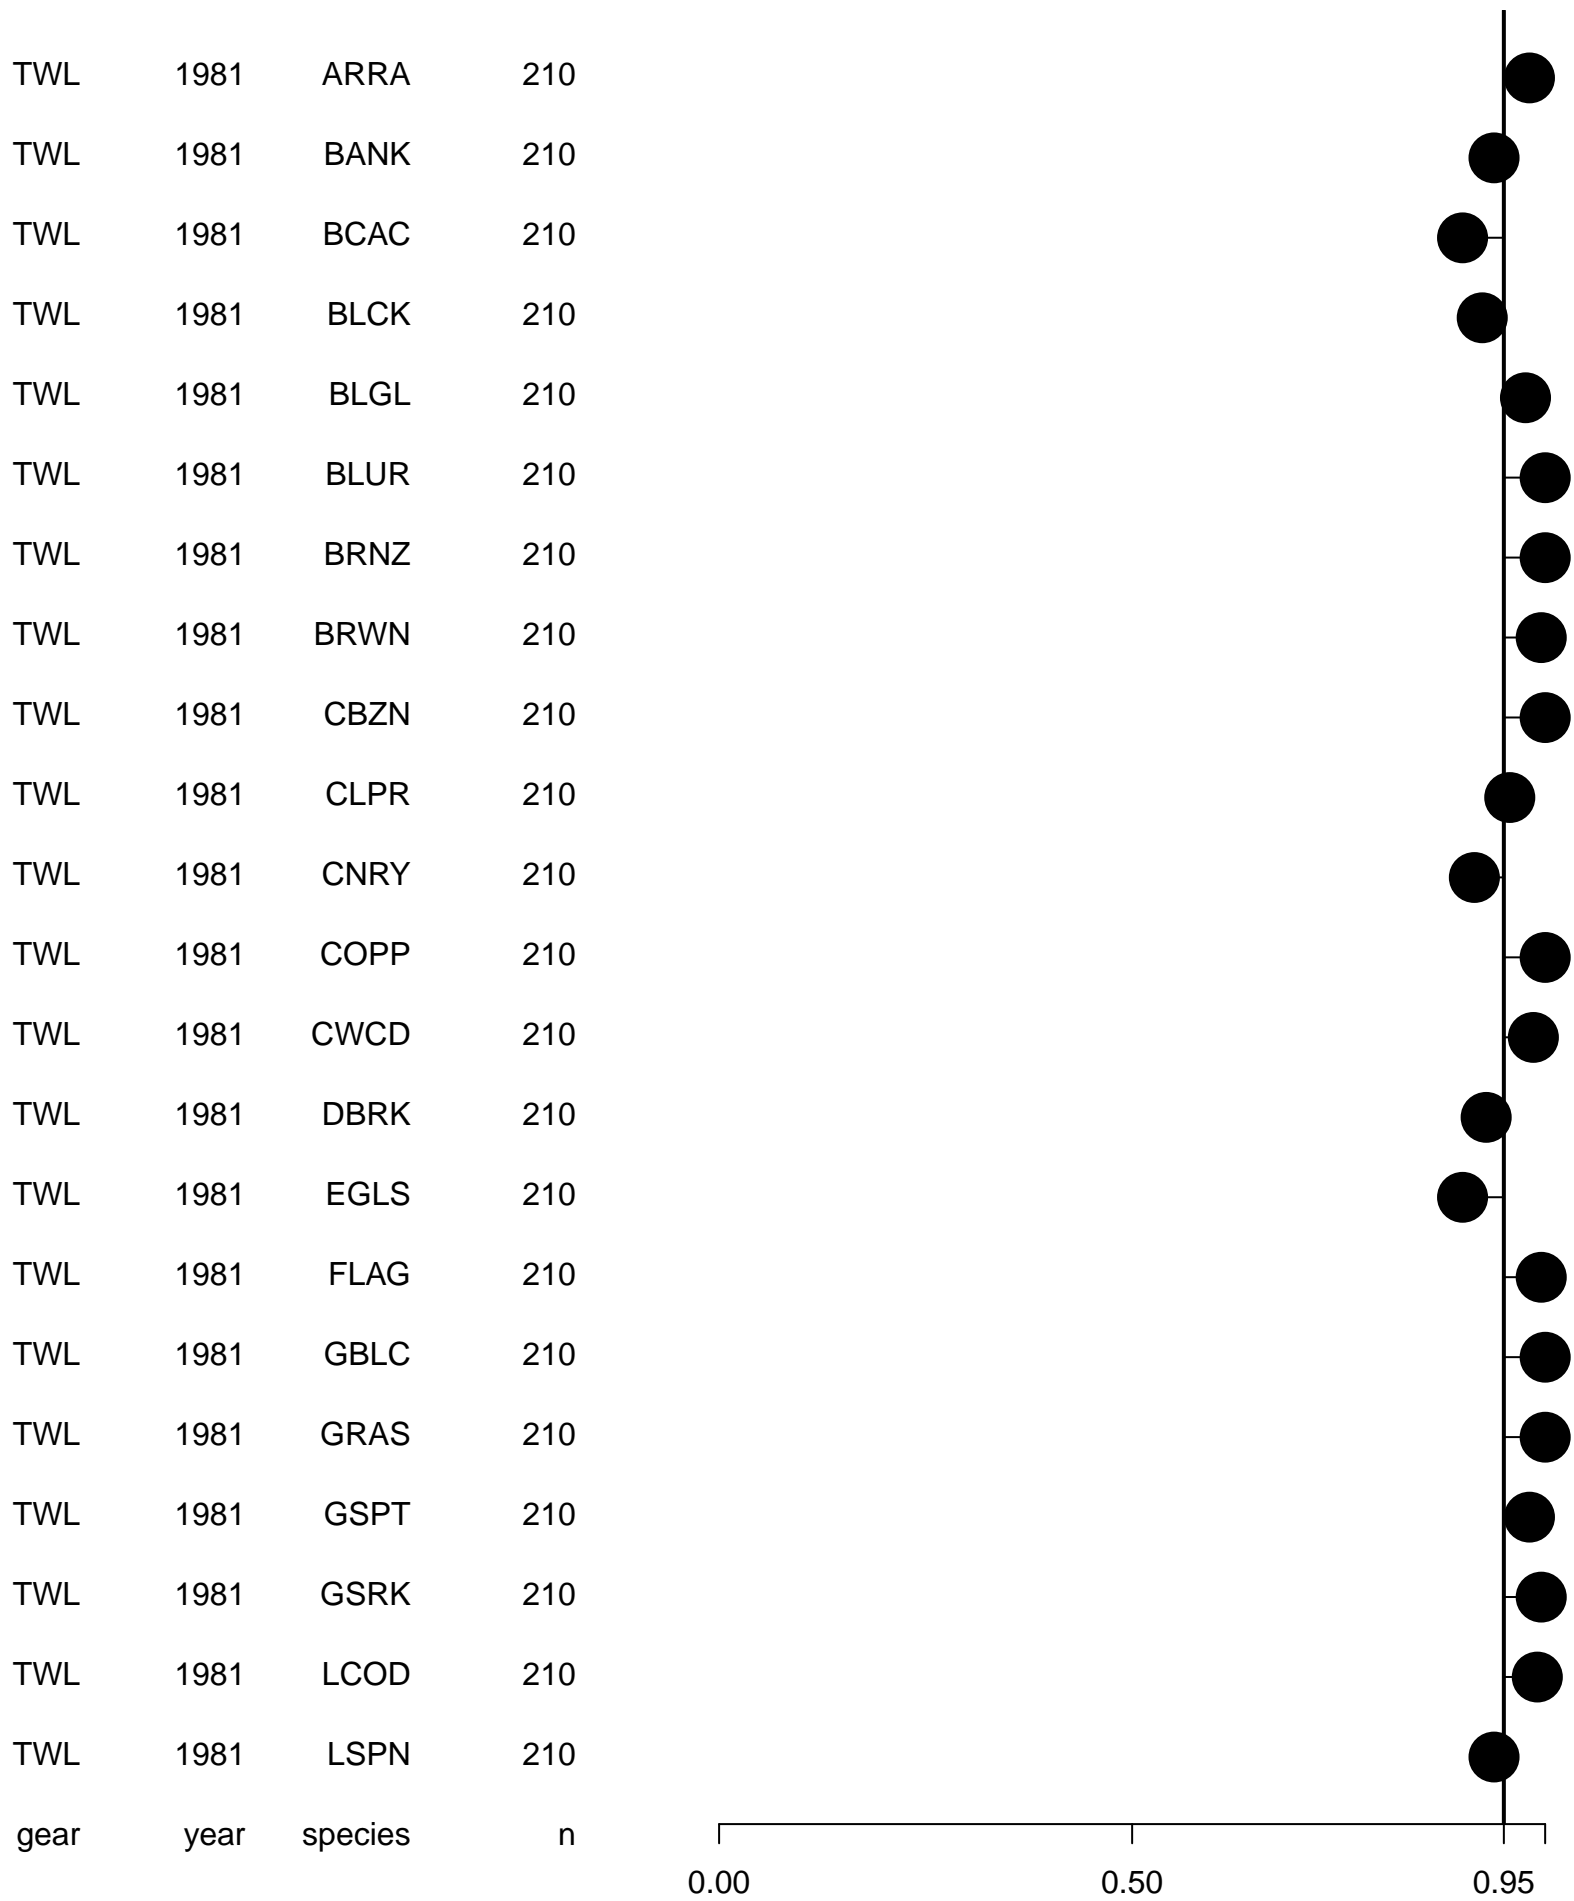 TWL 1981 ARRA 210
TWL 1981 BANK 210
TWL 1981 BCAC 210
TWL 1981 BLCK 210
TWL 1981 BLGL 210
TWL 1981 BLUR 210
TWL 1981 BRNZ 210
TWL 1981 BRWN 210
TWL 1981 CBZN 210
TWL 1981 CLPR 210
TWL 1981 CNRY 210
TWL 1981 COPP 210
TWL 1981 CWCD 210
TWL 1981 DBRK 210
TWL 1981 EGLS 210
TWL 1981 FLAG 210
TWL 1981 GBLC 210
TWL 1981 GRAS 210
TWL 1981 GSPT 210
TWL 1981 GSRK 210
TWL 1981 LCOD 210
TWL 1981 LSPN 210
gear year species n
0.00 0.50 0.95